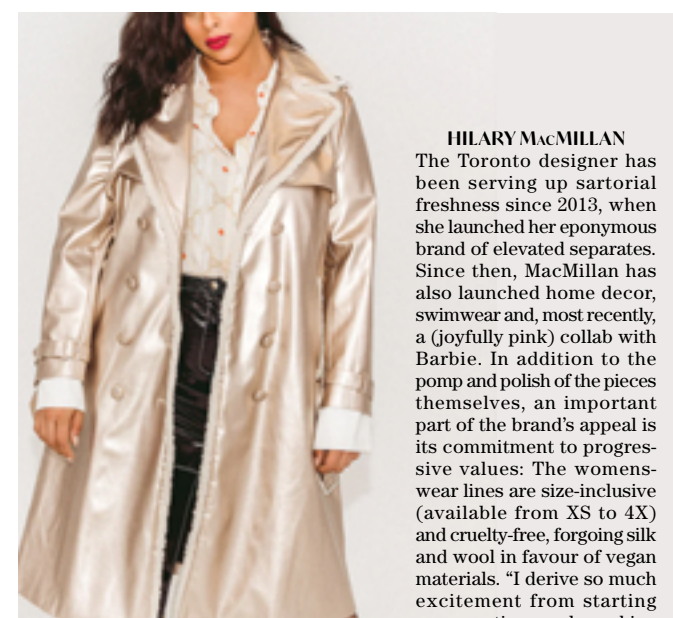 HILARY MACMILLAN
The Toronto designer has
been serving up sartorial
freshness since 2013, when
she launched her eponymous
brand of elevated separates.
Since then, MacMillan has
also launched home decor,
swimwear and, most recently,
a (joyfully pink) collab with
Barbie. In addition to the
pomp and polish of the pieces
themselves, an important
part of the brand’s appeal is
its commitment to progres-
sive values: The womens-
wear lines are size-inclusive
(available from XS to 4X)
and cruelty-free, forgoing silk
and wool in favour of vegan
materials. “I derive so much
excitement from starting